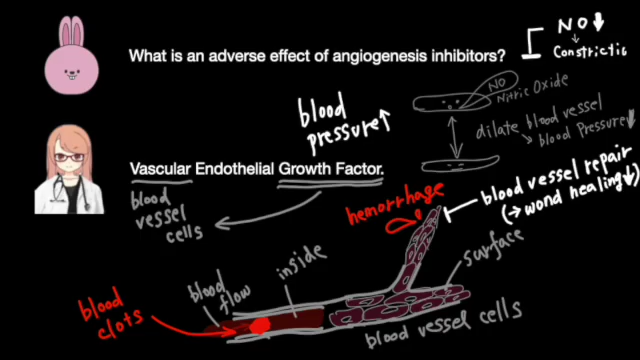 What is an adverse effect of angiogenesis inhibitors?
NO⬇
→
Constrictio
NO
Nitric Oxide
blood
pressure↑
dilate blood vessel
↘ blood Pressure⬇
Vascular Endothelial Growth Factor.
blood
vessel
cells
hemorrhage
blood vessel repair
(→ wond healing↓)
surface
inside
blood
flow
blood
clots
blood vessel cells